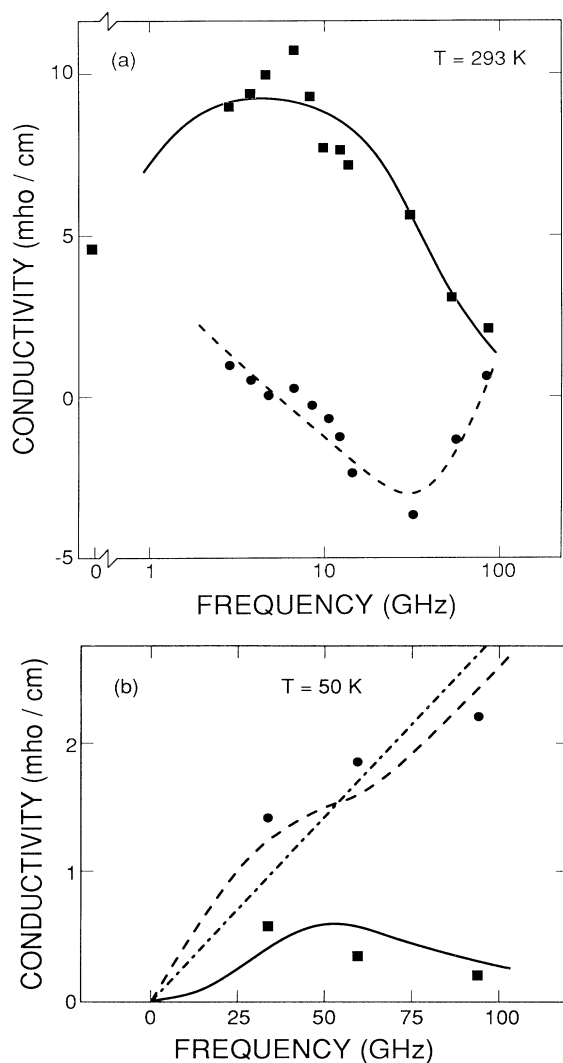 (a)
T = 293 K
10
5
0
-5
CONDUCTIVITY (mho / cm)
0
1
10
100
FREQUENCY (GHz)
(b)
T = 50 K
2
1
0
CONDUCTIVITY (mho / cm)
0
25
50
75
100
FREQUENCY (GHz)